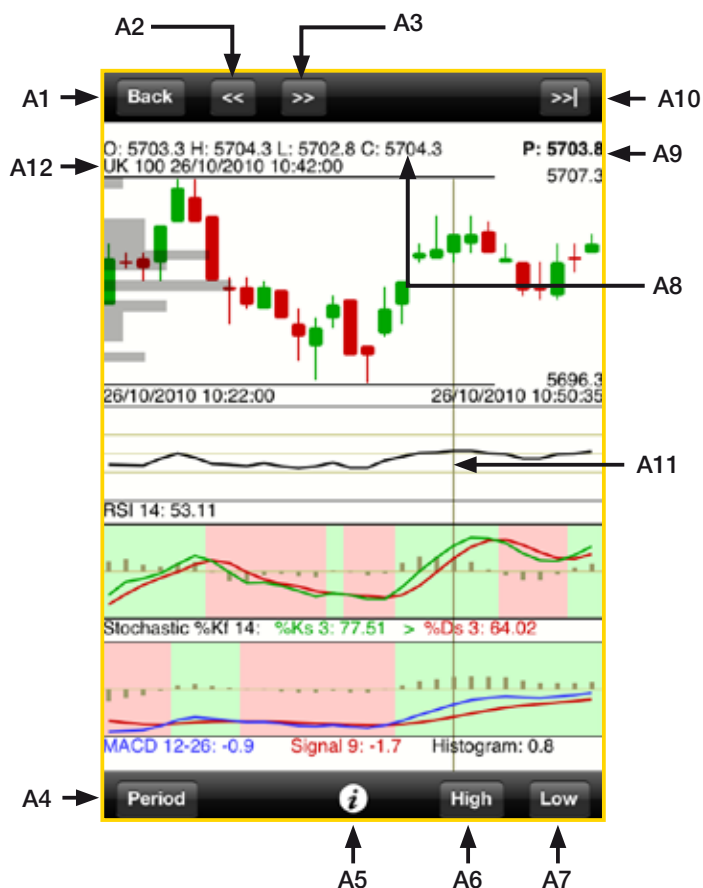 A2
A3
A1
Back
<<
>>
>>|
A10
O: 5703.3 H: 5704.3 L: 5702.8 C: 5704.3
P: 5703.8
A9
A12
UK 100 26/10/2010 10:42:00
5707.3
A8
5696.3
26/10/2010 10:22:00
26/10/2010 10:50:35
A11
RSI 14: 53.11
Stochastic %Kf 14: %Ks 3: 77.51 > %Ds 3: 64.02
MACD 12-26: -0.9 Signal 9: -1.7 Histogram: 0.8
A4
Period
i
High
Low
A5
A6
A7